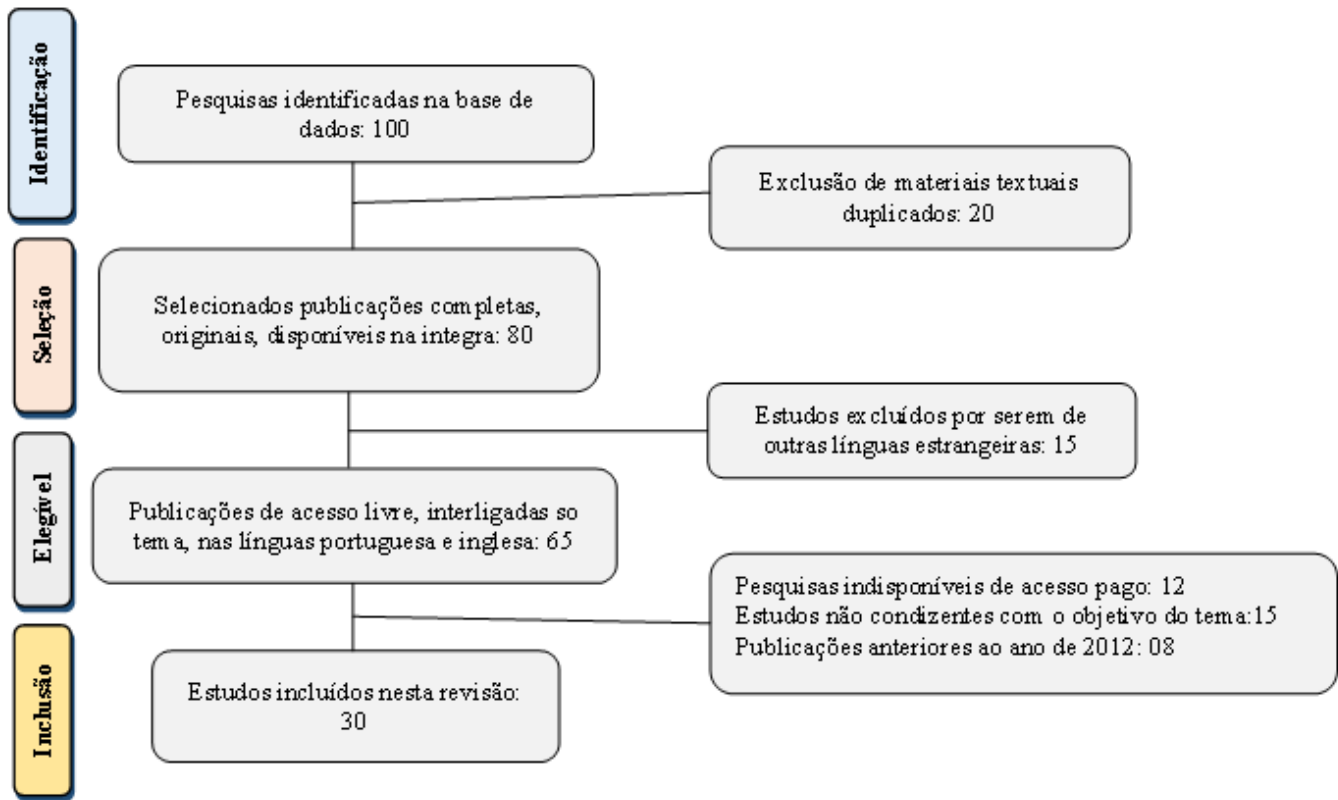 Identificação
Pesquisas identificadas na base de
dados: 100
Exclusão de materiais textuais
duplicados: 20
Seleção
Selecionados publicações completas,
originais, disponíveis na integra: 80
Estudos excluídos por serem de
outras línguas estrangeiras: 15
Elegível
Publicações de acesso livre, interligadas so
tema, nas línguas portuguesa e inglesa: 65
Pesquisas indisponíveis de acesso pago: 12
Estudos não condizentes com o objetivo do tema:15
Publicações anteriores ao ano de 2012: 08
Inclusão
Estudos incluídos nesta revisão:
30